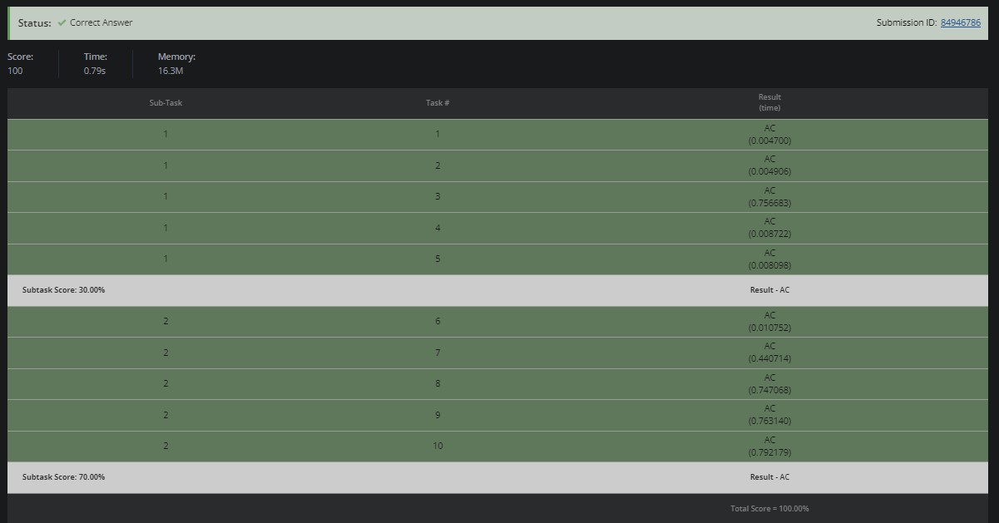 Status: ✓ Correct Answer Submission ID: 84946786
Score: Time: Memory:
100 0.79s 16.3M
Sub-Task Task # Result
(time)
1 1 AC
(0.004700)
1 2 AC
(0.004906)
1 3 AC
(0.756683)
1 4 AC
(0.008722)
1 5 AC
(0.008098)
Subtask Score: 30.00% Result - AC
2 6 AC
(0.010752)
2 7 AC
(0.440714)
2 8 AC
(0.747068)
2 9 AC
(0.763140)
2 10 AC
(0.792179)
Subtask Score: 70.00% Result - AC
Total Score = 100.00%